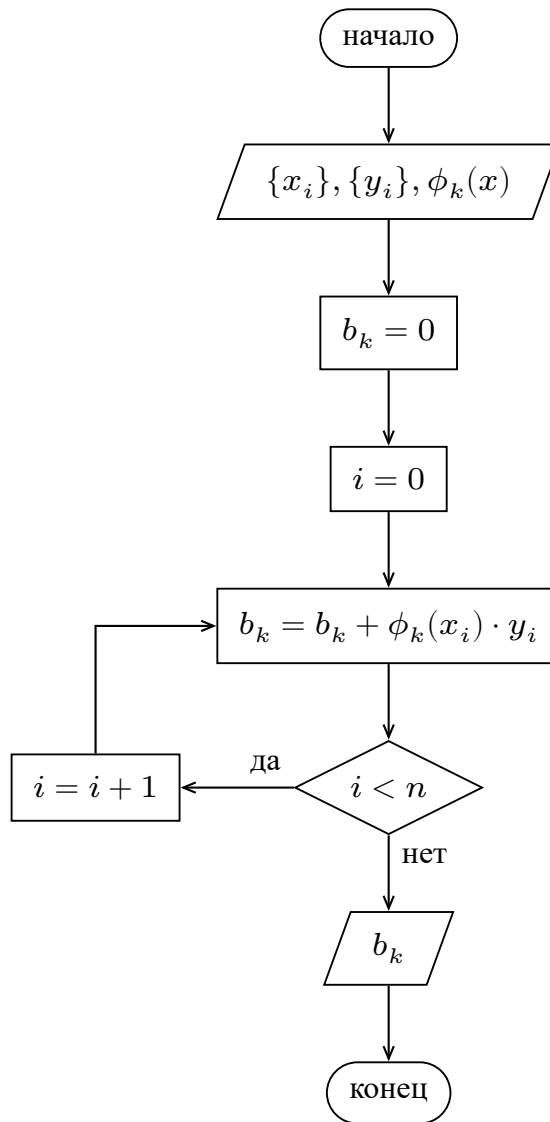 начало
{x_i}, {y_i}, ϕ_k(x)
b_k = 0
i = 0
b_k = b_k + ϕ_k(x_i) · y_i
да
i = i + 1
i < n
нет
b_k
конец